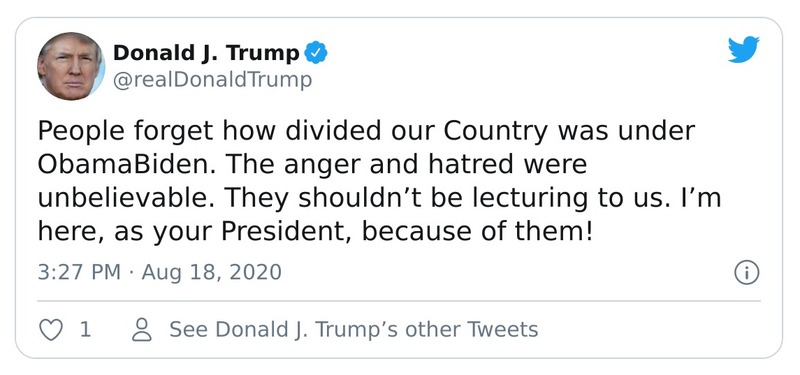 Donald J. Trump
@realDonaldTrump
People forget how divided our Country was under
ObamaBiden. The anger and hatred were
unbelievable. They shouldn’t be lecturing to us. I’m
here, as your President, because of them!
3:27 PM · Aug 18, 2020
1 See Donald J. Trump’s other Tweets